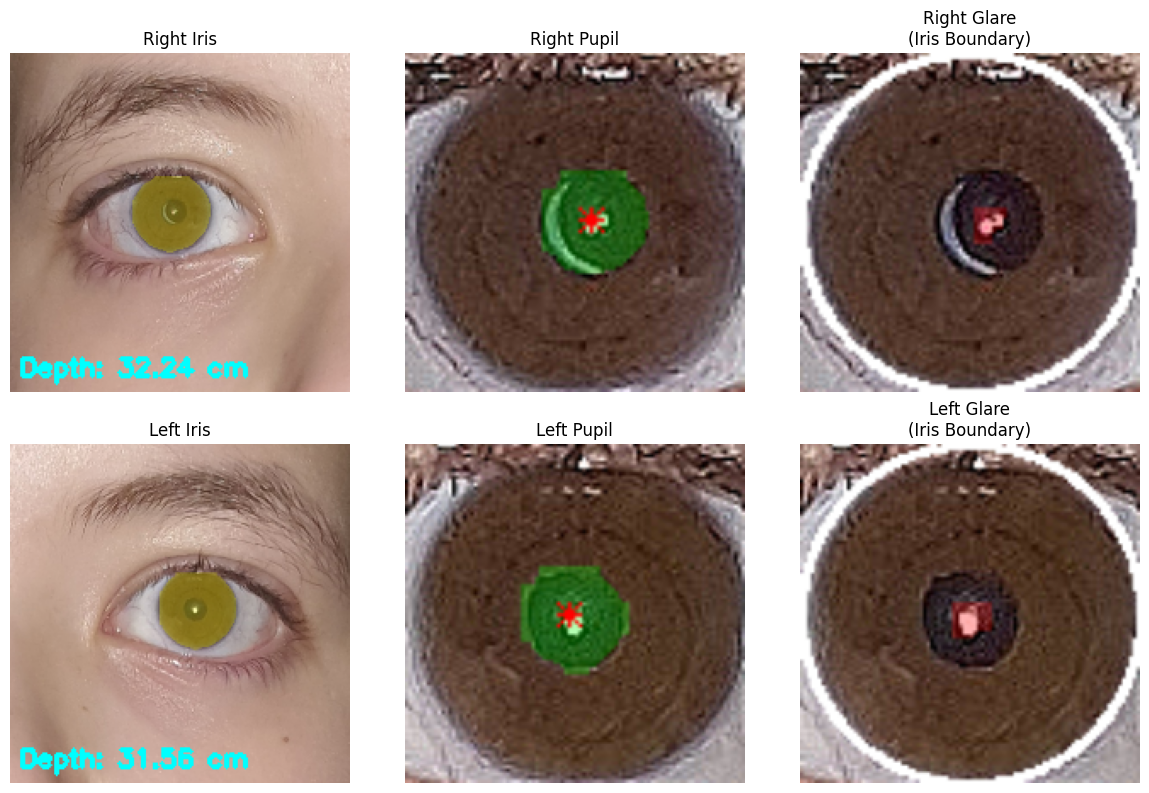 Right Iris
Right Pupil
Right Glare
(Iris Boundary)
Depth: 32.24 cm
Left Iris
Left Pupil
Left Glare
(Iris Boundary)
Depth: 31.56 cm